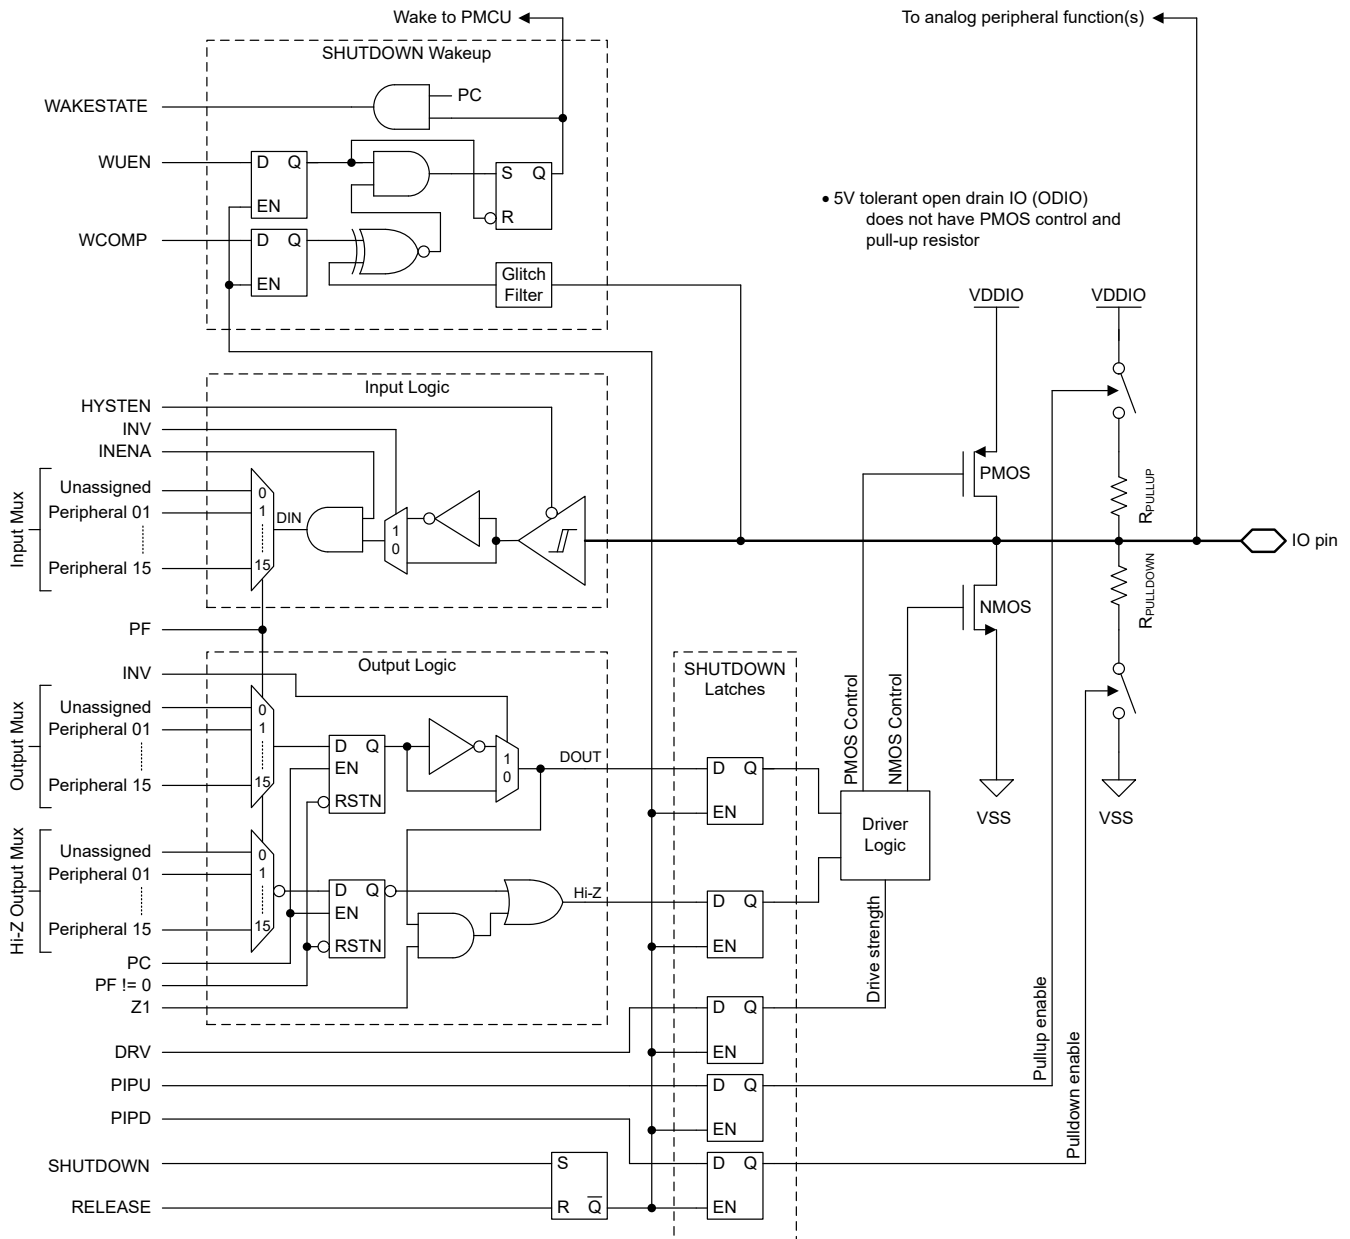 Wake to PMCU
To analog peripheral function(s)
SHUTDOWN Wakeup
WAKESTATE
PC
WUEN
D Q
EN
S Q
R
WCOMP
D Q
EN
Glitch
Filter
• 5V tolerant open drain IO (ODIO)
does not have PMOS control and
pull-up resistor
VDDIO
VDDIO
Input Logic
HYSTEN
INV
INENA
Input Mux
Unassigned
Peripheral 01
Peripheral 15
0
1
15
DIN
1
0
PMOS
RPULLUP
IO pin
NMOS
RPULLDOWN
PF
Output Logic
INV
Output Mux
Unassigned
Peripheral 01
Peripheral 15
0
1
15
D Q
EN
RSTN
1
0
DOUT
SHUTDOWN
Latches
D Q
EN
PMOS Control
NMOS Control
Driver
Logic
VSS
VSS
Hi-Z Output Mux
Unassigned
Peripheral 01
Peripheral 15
0
1
15
D Q
EN
RSTN
Hi-Z
D Q
EN
PC
PF != 0
Z1
Drive strength
D Q
EN
DRV
PIPU
D Q
EN
Pullup enable
PIPD
D Q
EN
Pulldown enable
SHUTDOWN
RELEASE
S
R Q